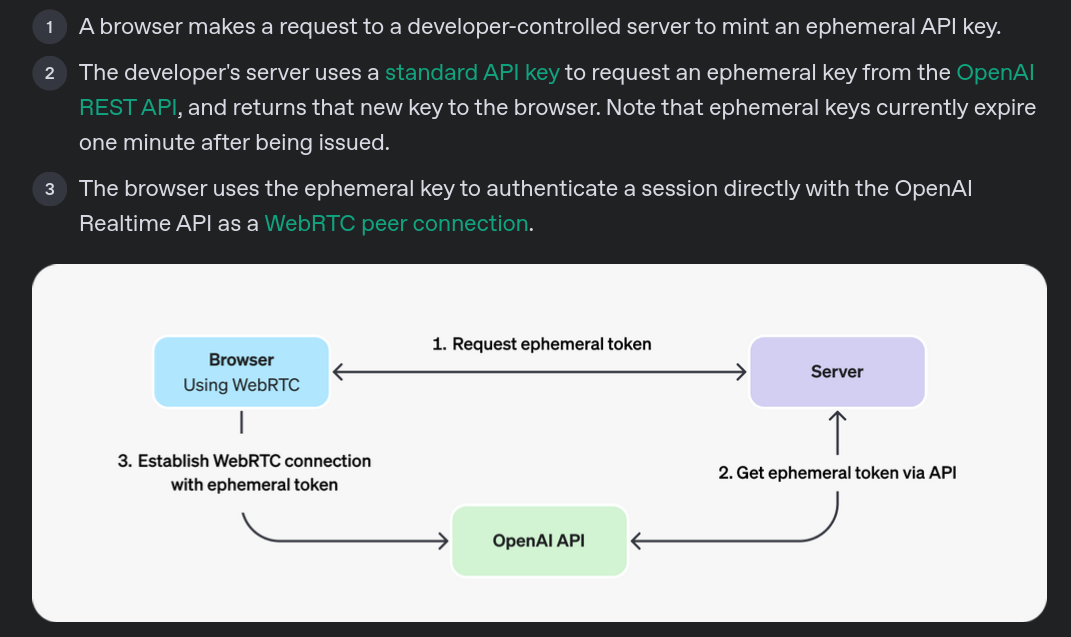 1 A browser makes a request to a developer-controlled server to mint an ephemeral API key.
2 The developer's server uses a standard API key to request an ephemeral key from the OpenAI
REST API, and returns that new key to the browser. Note that ephemeral keys currently expire
one minute after being issued.
3 The browser uses the ephemeral key to authenticate a session directly with the OpenAI
Realtime API as a WebRTC peer connection.
1. Request ephemeral token
Browser
Using WebRTC
Server
3. Establish WebRTC connection
with ephemeral token
2. Get ephemeral token via API
OpenAI API